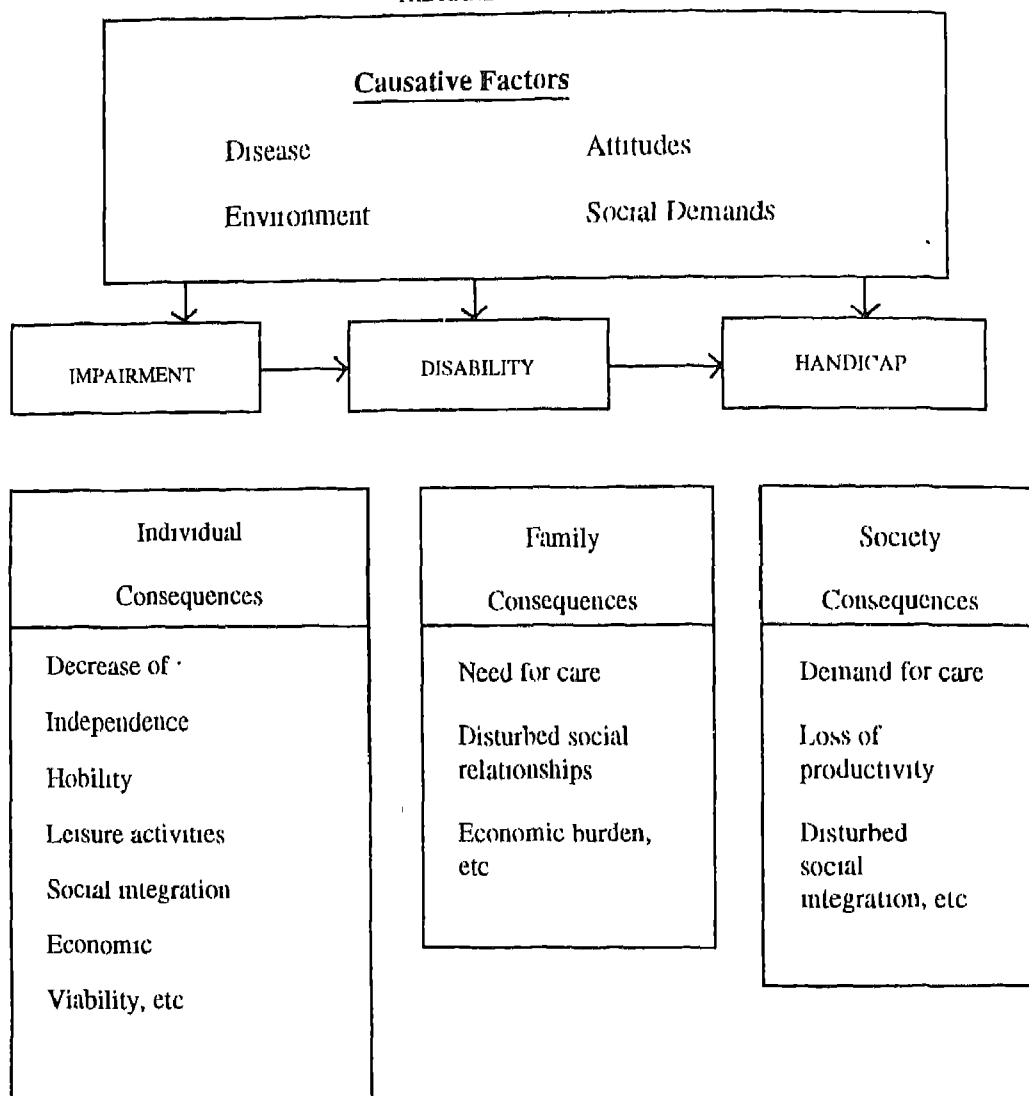 Causative Factors
Disease
Attitudes
Environment
Social Demands
IMPAIRMENT
DISABILITY
HANDICAP
Individual
Consequences
Decrease of
Independence
Hobility
Leisure activities
Social integration
Economic
Viability, etc
Family
Consequences
Need for care
Disturbed social
relationships
Economic burden,
etc
Society
Consequences
Demand for care
Loss of
productivity
Disturbed
social
integration, etc